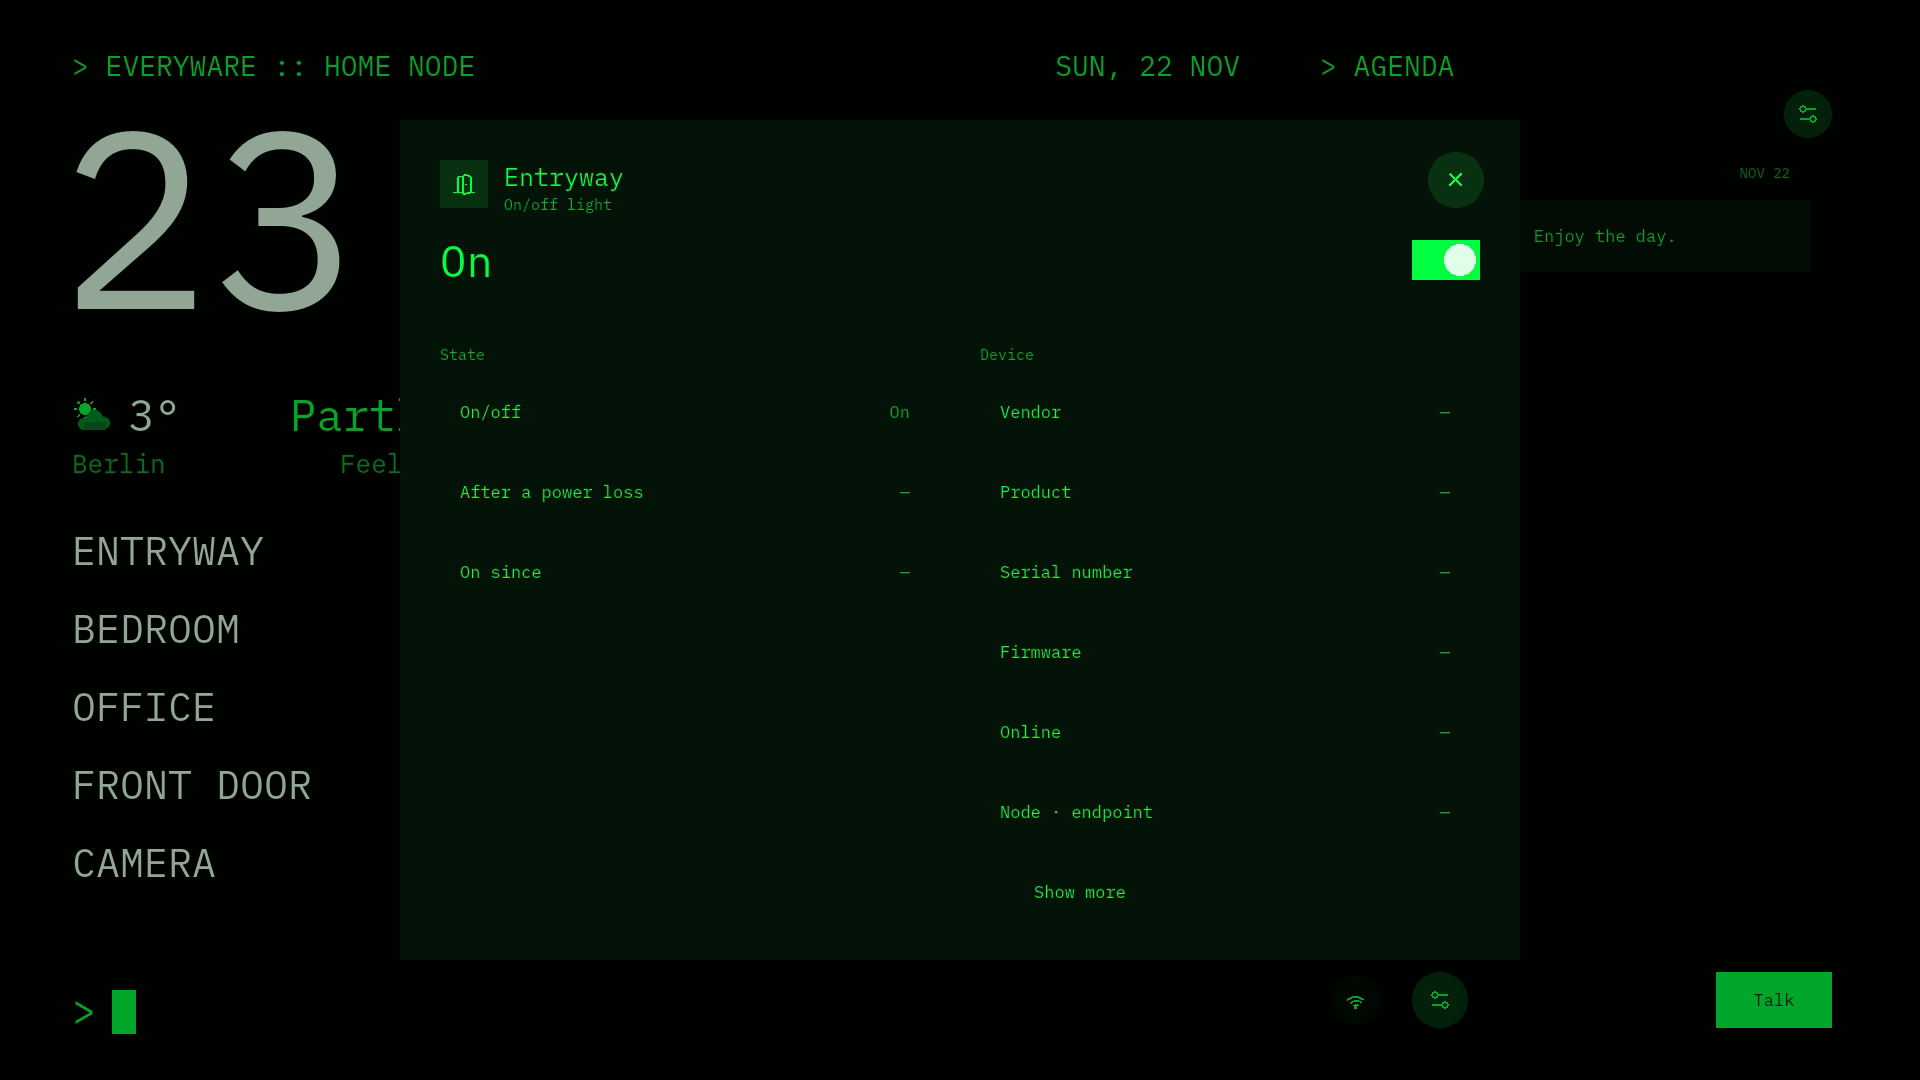 > EVERYWARE :: HOME NODE
SUN, 22 NOV
> AGENDA
23
NOV 22
Enjoy the day.
3°
Berlin
ENTRYWAY
BEDROOM
OFFICE
FRONT DOOR
CAMERA
>
Entryway
On/off light
On
State
On/off On
After a power loss —
On since —
Device
Vendor —
Product —
Serial number —
Firmware —
Online —
Node · endpoint —
Show more
Talk